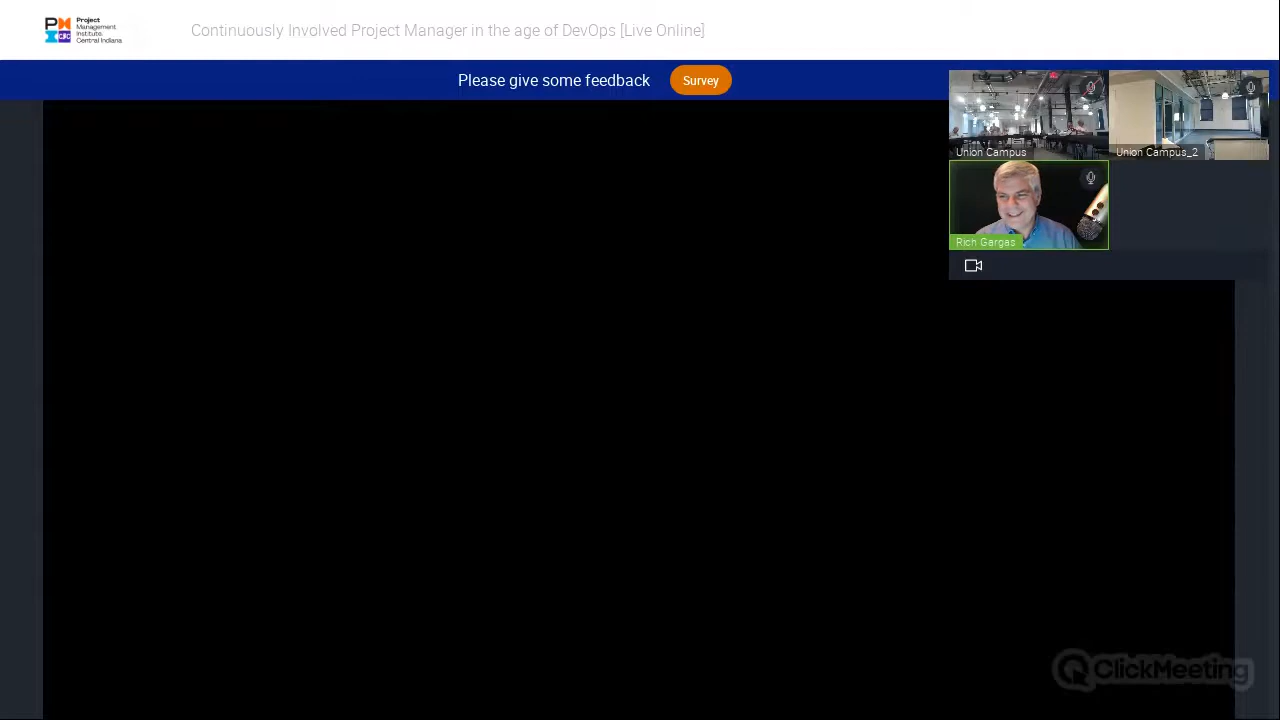 Project
Management
Institute.
Central Indiana
Continuously Involved Project Manager in the age of DevOps [Live Online]
Please give some feedback
Survey
Union Campus
Union Campus_2
Rich Gargas
ClickMeeting